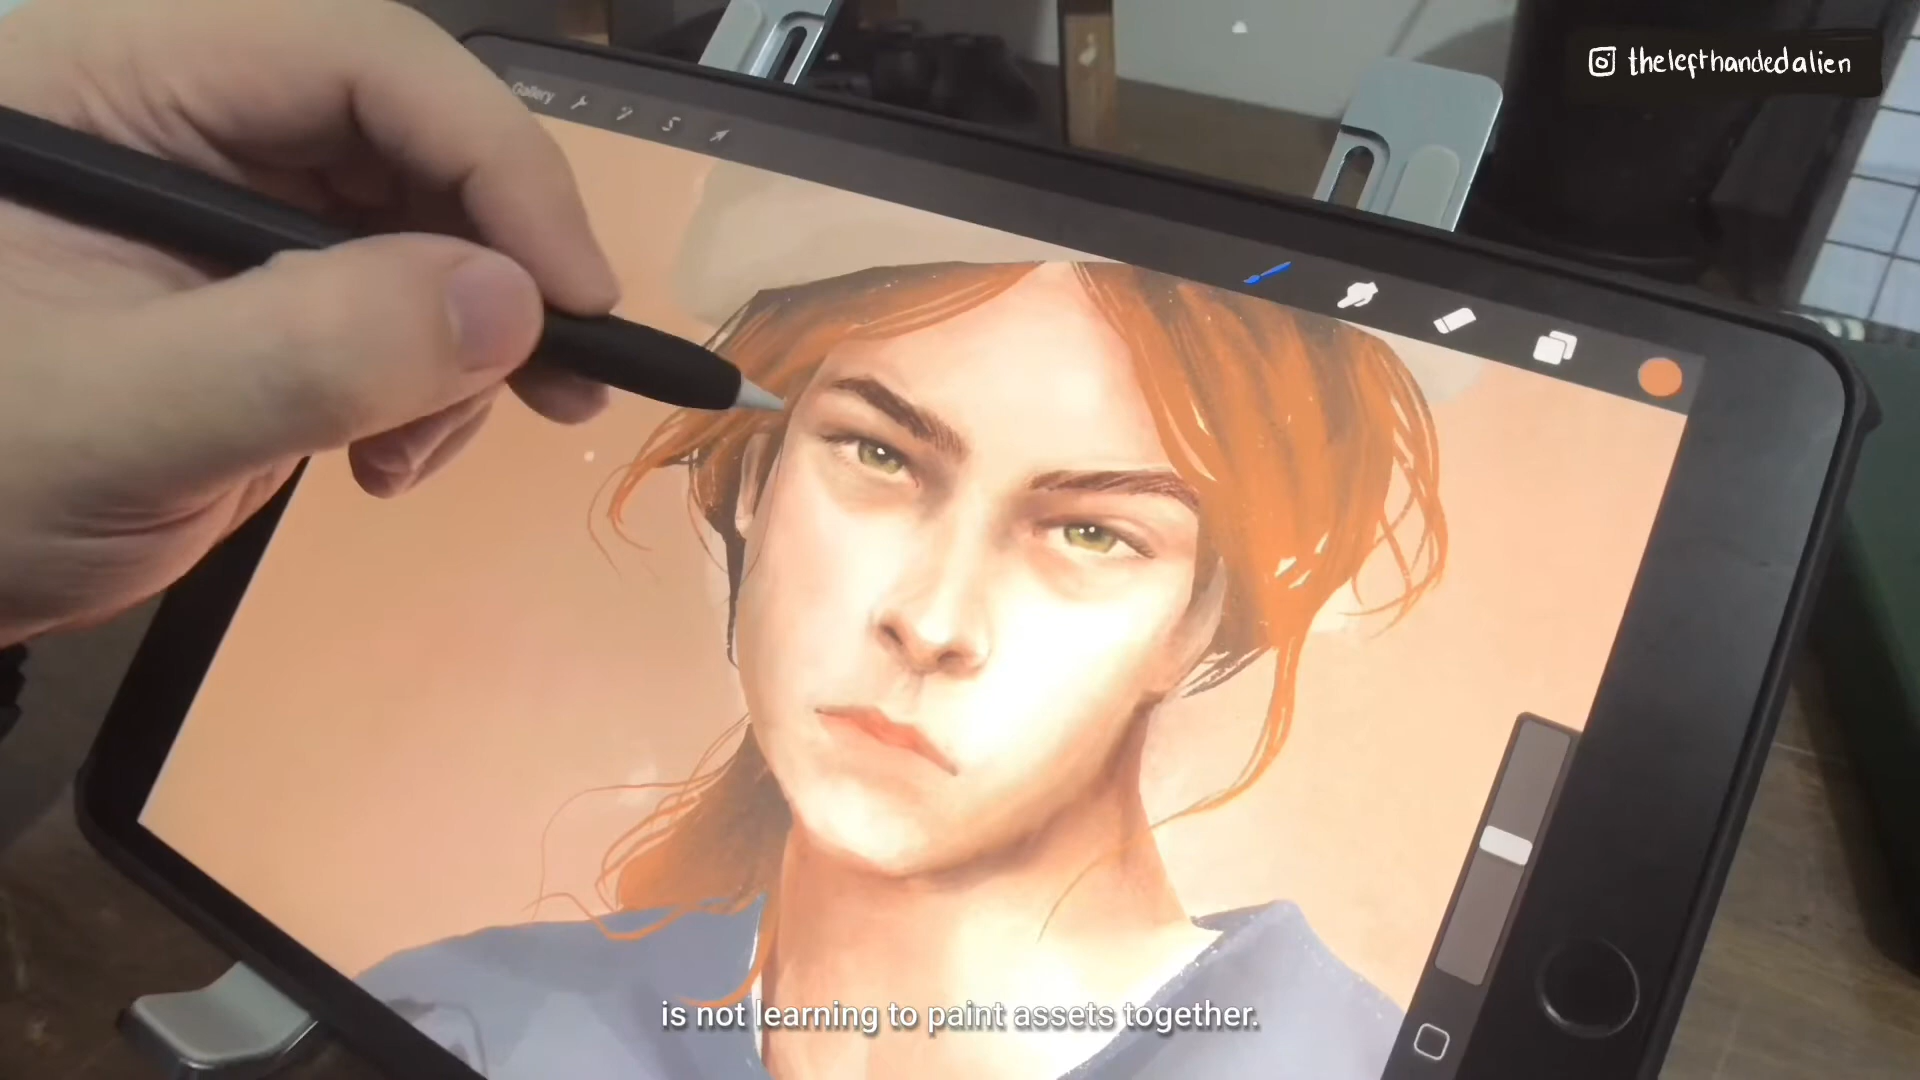 thelefthandedalien
Gallery
is not learning to paint assets together.